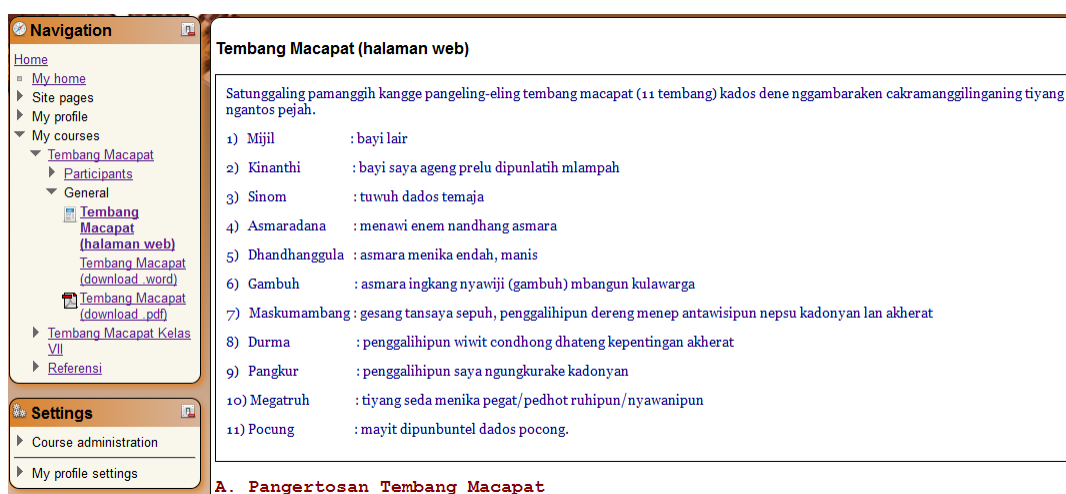 Navigation
Home
My home
Site pages
My profile
My courses
Tembang Macapat
Participants
General
Tembang
Macapat
(halaman web)
Tembang Macapat
(download .word)
Tembang Macapat
(download .pdf)
Tembang Macapat Kelas
VII
Referensi
Settings
Course administration
My profile settings
Tembang Macapat (halaman web)
Satunggaling pamanggih kangge pangeling-eling tembang macapat (11 tembang) kados dene nggambaraken cakramanggilinganing tiyang
ngantos pejah.
1) Mijil : bayi lair
2) Kinanthi : bayi saya ageng prelu dipunlatih mlampah
3) Sinom : tuwuh dados temaja
4) Asmaradana : menawi enem nandhang asmara
5) Dhandhanggula : asmara menika endah, manis
6) Gambuh : asmara ingkang nyawiji (gambuh) mbangun kulawarga
7) Maskumambang : gesang tansaya sepuh, penggalihipun dereng menep antawisipun nepsu kadonyan lan akherat
8) Durma : penggalihipun wiwit condhong dhateng kepentingan akherat
9) Pangkur : penggalihipun saya ngungkurake kadonyan
10) Megatruh : tiyang seda menika pegat/pedhot ruhipun/nyawanipun
11) Pocung : mayit dipunbuntel dados pocong.
A. Pangertosan Tembang Macapat